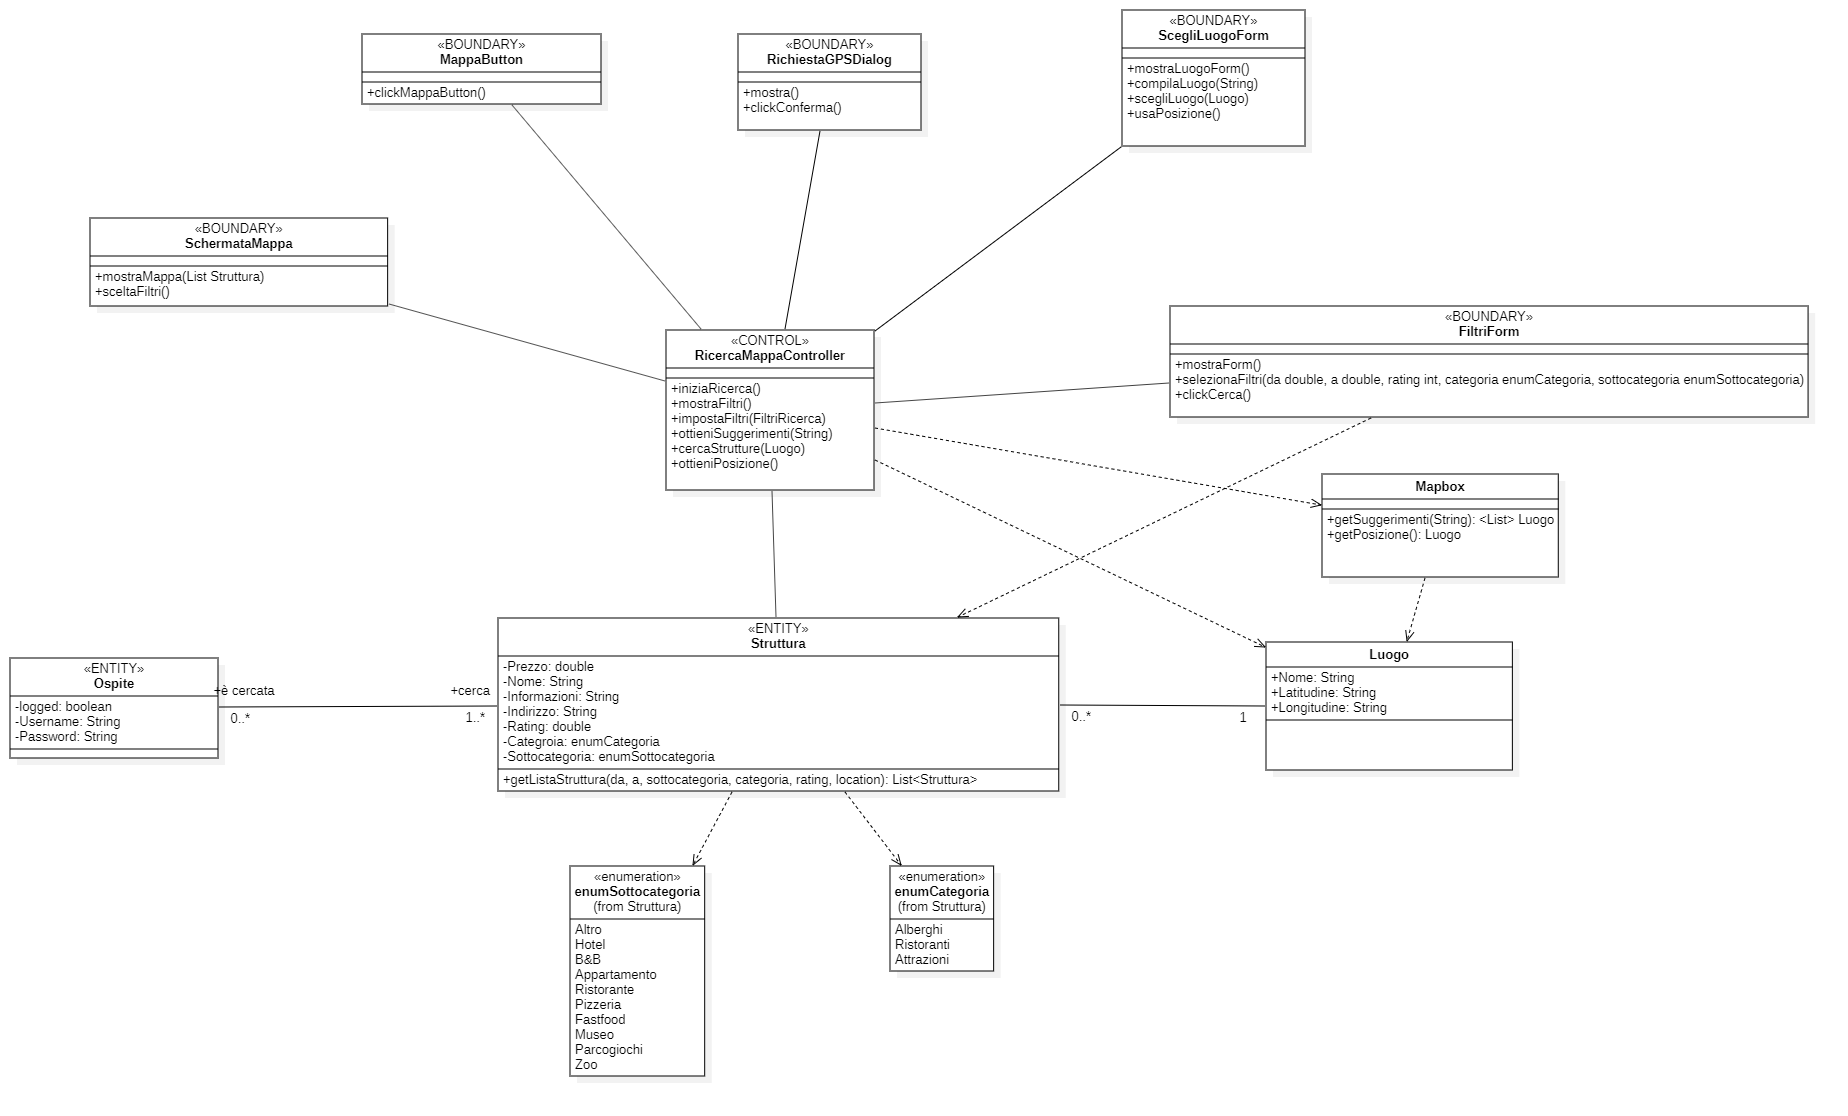 «BOUNDARY»
ScegliLuogoForm
+mostraLuogoForm()
+compilaLuogo(String)
+scegliLuogo(Luogo)
+usaPosizione()
«BOUNDARY»
MappaButton
+clickMappaButton()
«BOUNDARY»
RichiestaGPSDialog
+mostra()
+clickConferma()
«BOUNDARY»
SchermataMappa
+mostraMappa(List Struttura)
+sceltaFiltri()
«BOUNDARY»
FiltriForm
+mostraForm()
+selezionaFiltri(da double, a double, rating int, categoria enumCategoria, sottocategoria enumSottocategoria)
+clickCerca()
«CONTROL»
RicercaMappaController
+iniziaRicerca()
+mostraFiltri()
+impostaFiltri(FiltriRicerca)
+ottieniSuggerimenti(String)
+cercaStrutture(Luogo)
+ottieniPosizione()
Mapbox
+getSuggerimenti(String): <List> Luogo
+getPosizione(): Luogo
«ENTITY»
Ospite
-logged: boolean
-Username: String
-Password: String
+è cercata
0..*
+cerca
1..*
«ENTITY»
Struttura
-Prezzo: double
-Nome: String
-Informazioni: String
-Indirizzo: String
-Rating: double
-Categroia: enumCategoria
-Sottocategoria: enumSottocategoria
+getListaStruttura(da, a, sottocategoria, categoria, rating, location): List<Struttura>
0..*
1
Luogo
+Nome: String
+Latitudine: String
+Longitudine: String
«enumeration»
enumSottocategoria
(from Struttura)
Altro
Hotel
B&B
Appartamento
Ristorante
Pizzeria
Fastfood
Museo
Parcogiochi
Zoo
«enumeration»
enumCategoria
(from Struttura)
Alberghi
Ristoranti
Attrazioni